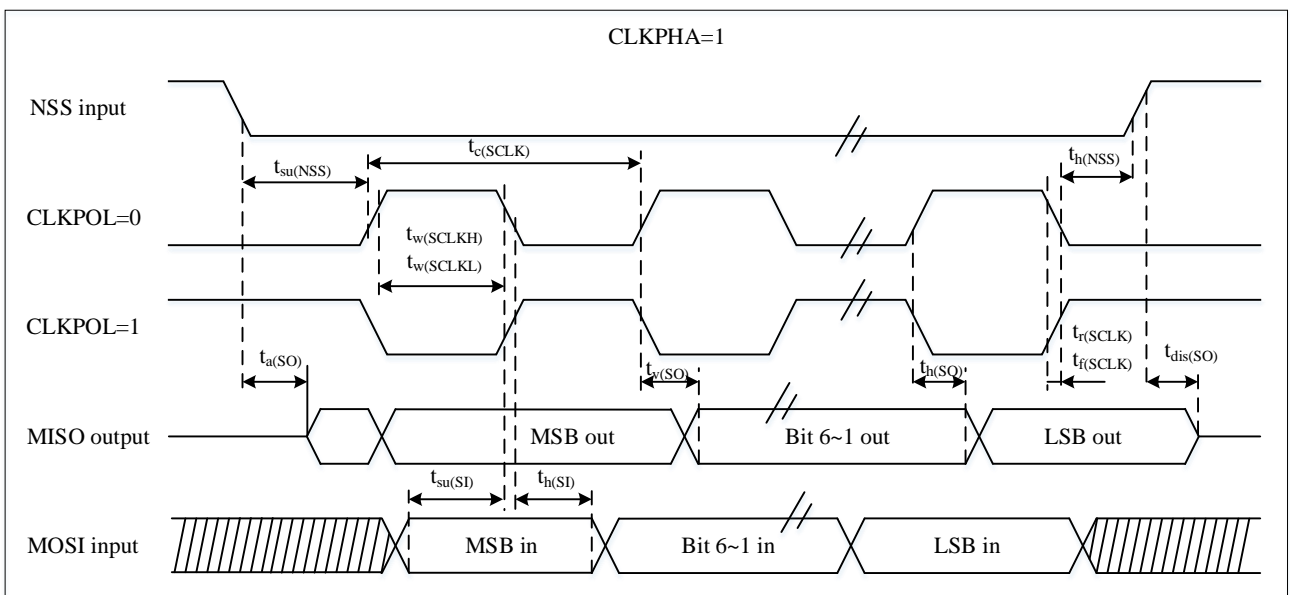 CLKPHA=1
NSS input
tc(SCLK)
tsu(NSS)
th(NSS)
CLKPOL=0
tw(SCLKH)
tw(SCLKL)
CLKPOL=1
ta(SO)
tv(SO)
th(SO)
tr(SCLK)
tf(SCLK)
tdis(SO)
MISO output
MSB out
Bit 6~1 out
LSB out
tsu(SI)
th(SI)
MOSI input
MSB in
Bit 6~1 in
LSB in